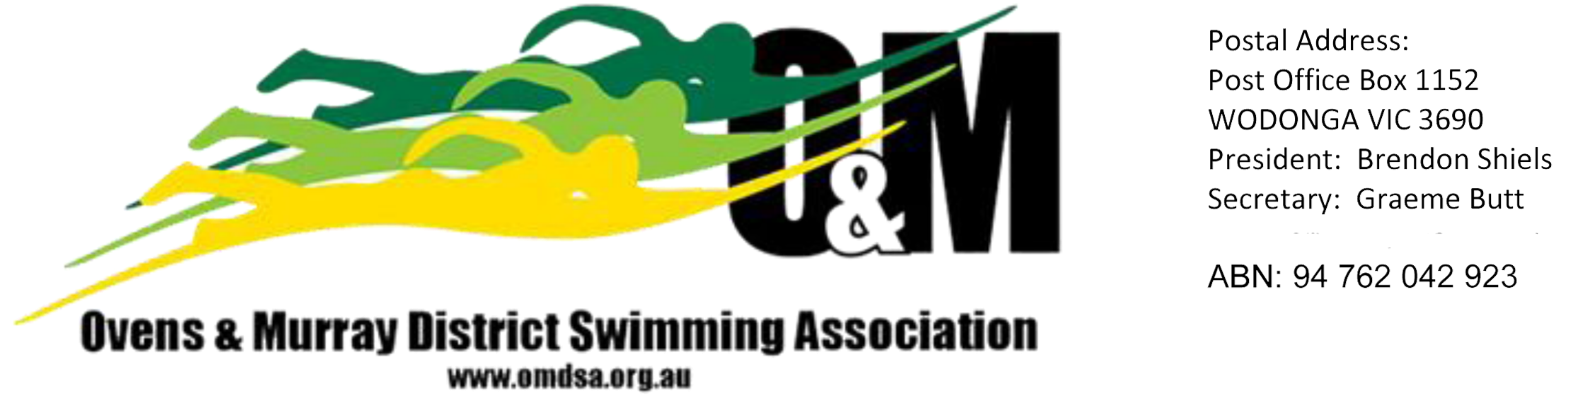 O&M
Ovens & Murray District Swimming Association
www.omdsa.org.au
Postal Address:
Post Office Box 1152
WODONGA VIC 3690
President:  Brendon Shiels
Secretary:  Graeme Butt
ABN: 94 762 042 923